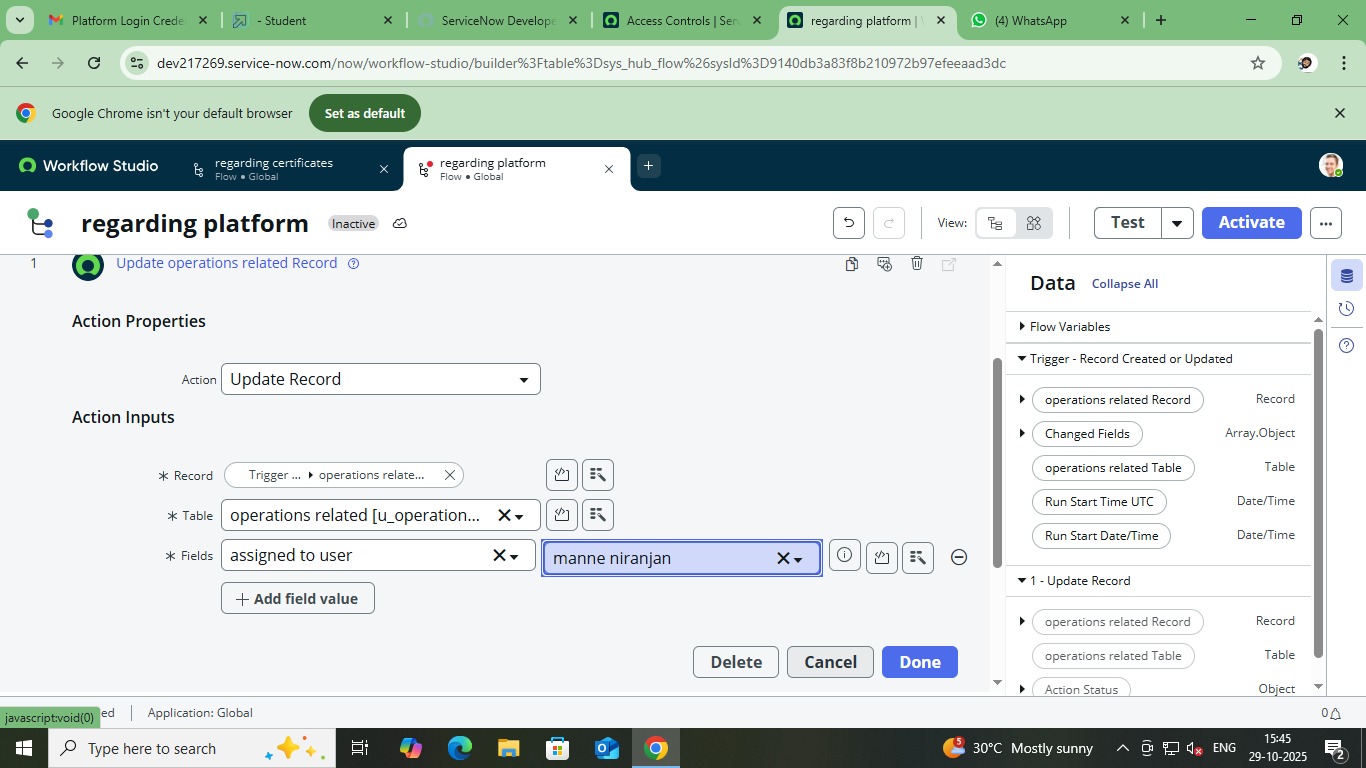 Platform Login Crede
- Student
ServiceNow Develope
Access Controls | Ser
regarding platform |
(4) WhatsApp
dev217269.service-now.com/now/workflow-studio/builder%3Ftable%3Dsys_hub_flow%26sysId%3D9140db3a83f8b210972b97efeeaad3dc
Google Chrome isn't your default browser
Set as default
Workflow Studio
regarding certificates
Flow • Global
regarding platform
Flow • Global
regarding platform
Inactive
View:
Test
Activate
1
Update operations related Record
Action Properties
Action
Update Record
Action Inputs
Record
Trigger ... ▸ operations relate...
Table
operations related [u_operation...
Fields
assigned to user
manne niranjan
+ Add field value
Delete
Cancel
Done
Data
Collapse All
Flow Variables
Trigger - Record Created or Updated
operations related Record
Record
Changed Fields
Array.Object
operations related Table
Table
Run Start Time UTC
Date/Time
Run Start Date/Time
Date/Time
1 - Update Record
operations related Record
Record
operations related Table
Table
Action Status
Object
javascript:void(0)
ed
Application: Global
0
Type here to search
30°C Mostly sunny
ENG
15:45
29-10-2025
5
2